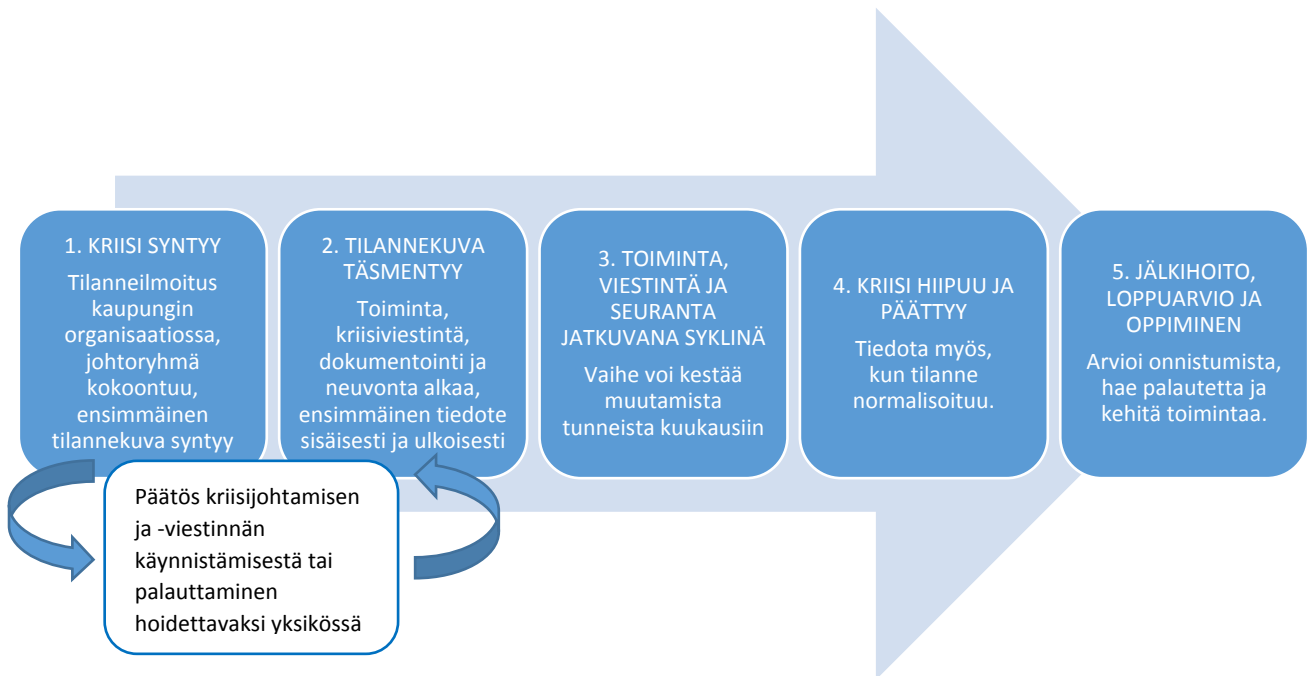 1. KRIISI SYNTYY
Tilanneilmoitus
kaupungin
organisaatiossa,
johtoryhmä
kokoontuu,
ensimmäinen
tilannekuva syntyy
2. TILANNEKUVA
TÄSMENTYY
Toiminta,
kriisiviestintä,
dokumentointi ja
neuvonta alkaa,
ensimmäinen tiedote
sisäisesti ja ulkoisesti
3. TOIMINTA,
VIESTINTÄ JA
SEURANTA
JATKUVANA SYKLINÄ
Vaihe voi kestää
muutamista
tunneista kuukausiin
4. KRIISI HIIPUU JA
PÄÄTTYY
Tiedota myös,
kun tilanne
normalisoituu.
5. JÄLKIHOITO,
LOPPUARVIO JA
OPPIMINEN
Arvioi onnistumista,
hae palautetta ja
kehitä toimintaa.
Päätös kriisijohtamisen
ja -viestinnän
käynnistämisestä tai
palauttaminen
hoidettavaksi yksikössä